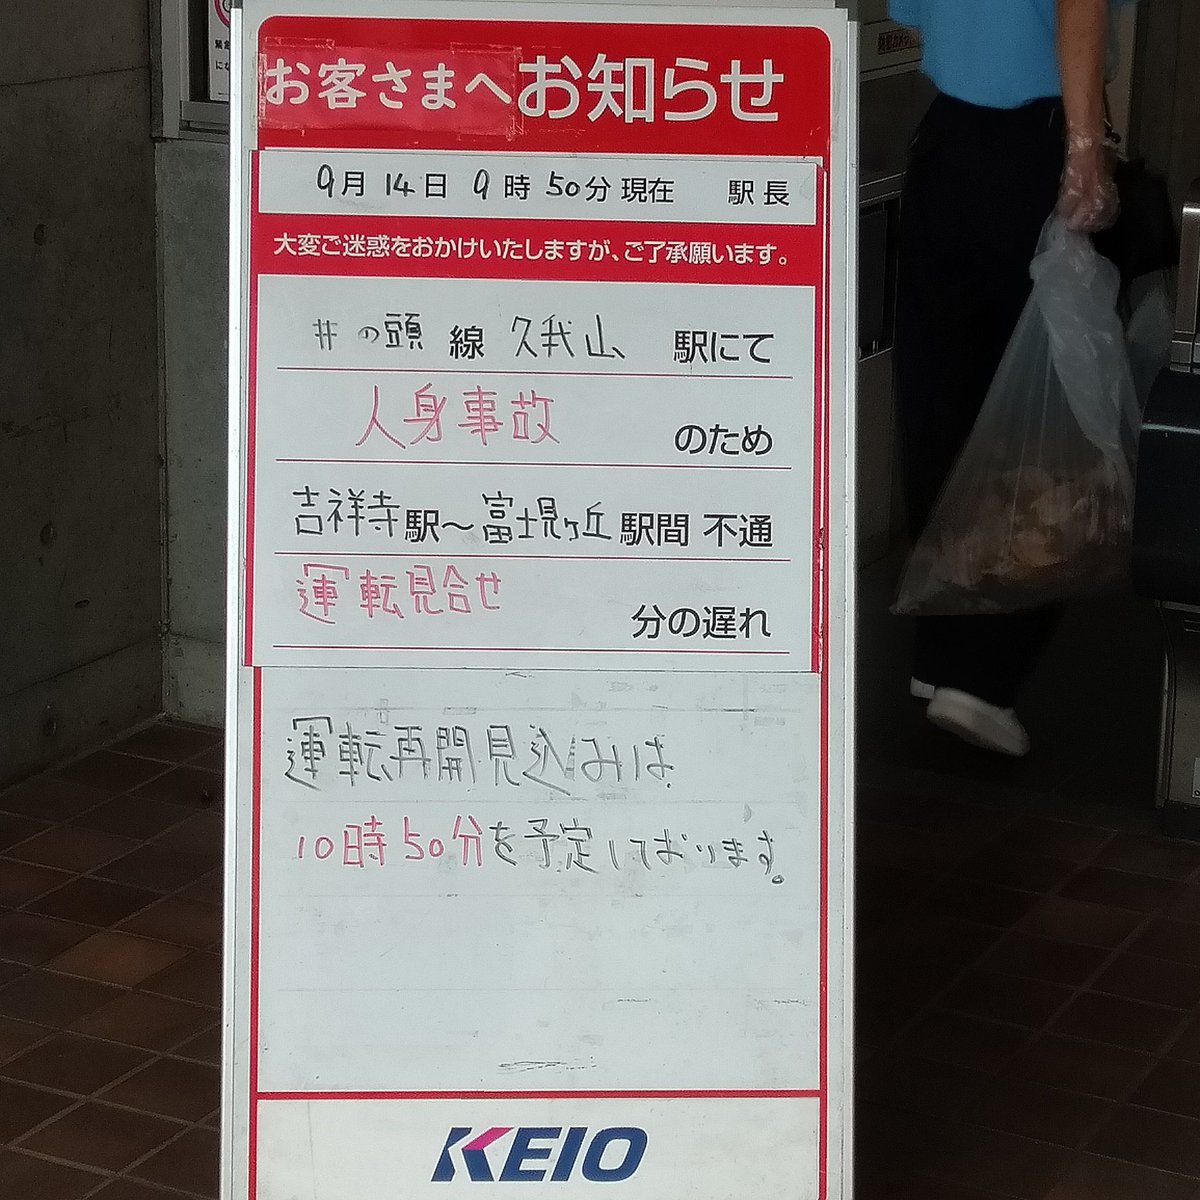 お客さまへお知らせ
9月14日 9時50分現在 駅長
大変ご迷惑をおかけいたしますが、ご了承願います。
井の頭線 久我山 駅にて
人身事故 のため
吉祥寺駅～富士見ヶ丘駅間 不通
運転見合せ 分の遅れ
運転再開見込みは
10時50分を予定しております。
KEIO